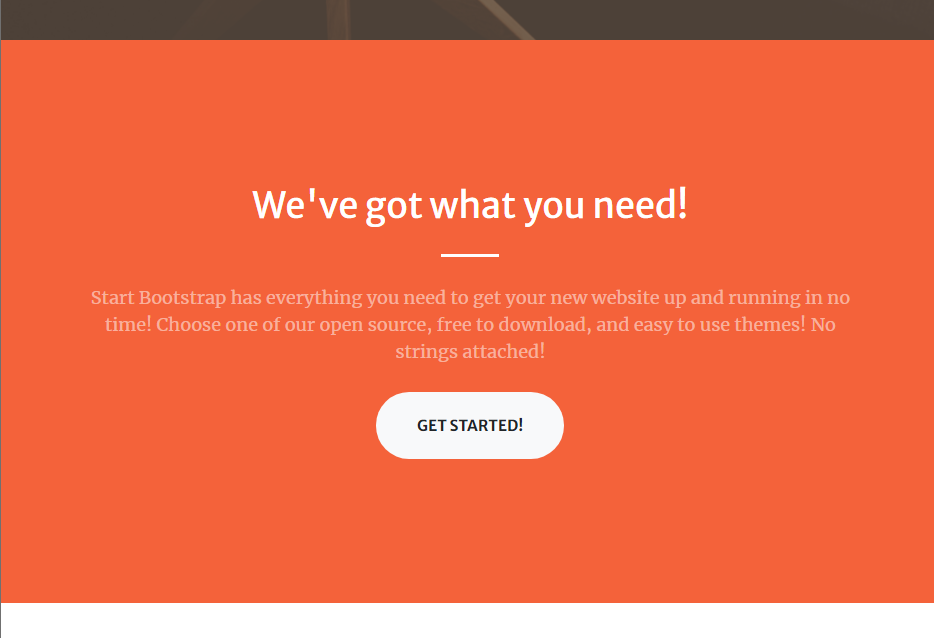 We've got what you need!
Start Bootstrap has everything you need to get your new website up and running in no
time! Choose one of our open source, free to download, and easy to use themes! No
strings attached!
GET STARTED!